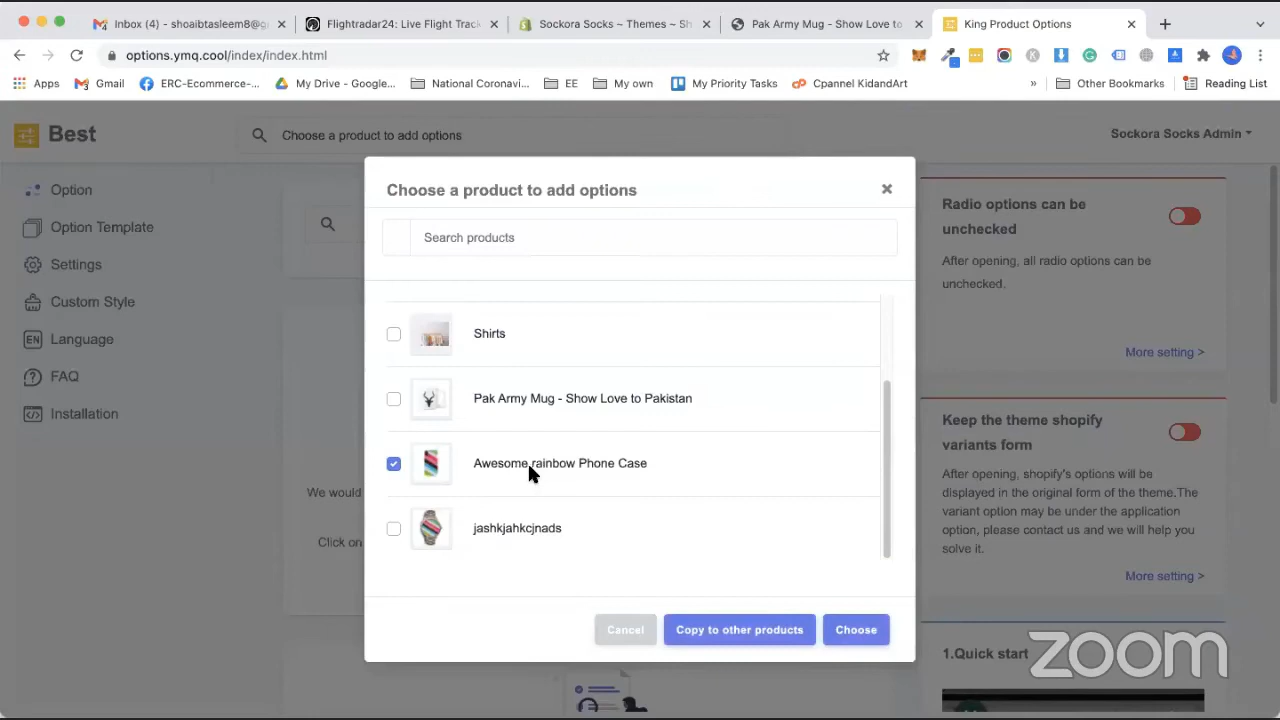 Inbox (4) - shoaibtasleem8@g
Flightradar24: Live Flight Track
Sockora Socks ~ Themes ~ Sh
Pak Army Mug - Show Love to
King Product Options
options.ymq.cool/index/index.html
Apps
Gmail
ERC-Ecommerce-...
My Drive - Google...
National Coronavi...
EE
My own
My Priority Tasks
Cpannel KidandArt
»
Other Bookmarks
Reading List
Best
Choose a product to add options
Sockora Socks Admin
Option
Option Template
Settings
Custom Style
EN Language
FAQ
Installation
We would
Click on
Choose a product to add options
Search products
Shirts
Pak Army Mug - Show Love to Pakistan
Awesome rainbow Phone Case
jashkjahkcjnads
Cancel
Copy to other products
Choose
Radio options can be
unchecked
After opening, all radio options can be
unchecked.
More setting >
Keep the theme shopify
variants form
After opening, shopify's options will be
displayed in the original form of the theme.The
variant option may be under the application
option, please contact us and we will help you
solve it.
More setting >
1.Quick start
zoom